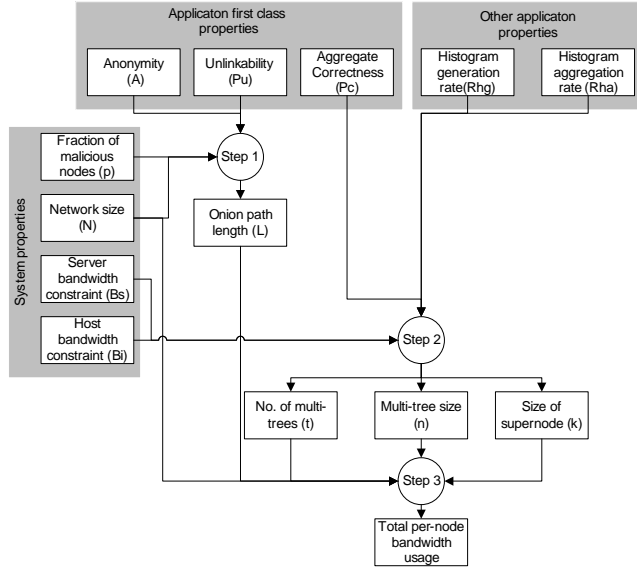 Applicaton first class
properties
Other applicaton
properties
Anonymity
(A)
Unlinkability
(Pu)
Aggregate
Correctness
(Pc)
Histogram
generation
rate(Rhg)
Histogram
aggregation
rate (Rha)
System properties
Fraction of
malicious
nodes (p)
Step 1
Network size
(N)
Onion path
length (L)
Server
bandwidth
constraint (Bs)
Host
bandwidth
constraint (Bi)
Step 2
No. of multi-
trees (t)
Multi-tree size
(n)
Size of
supernode (k)
Step 3
Total per-node
bandwidth
usage